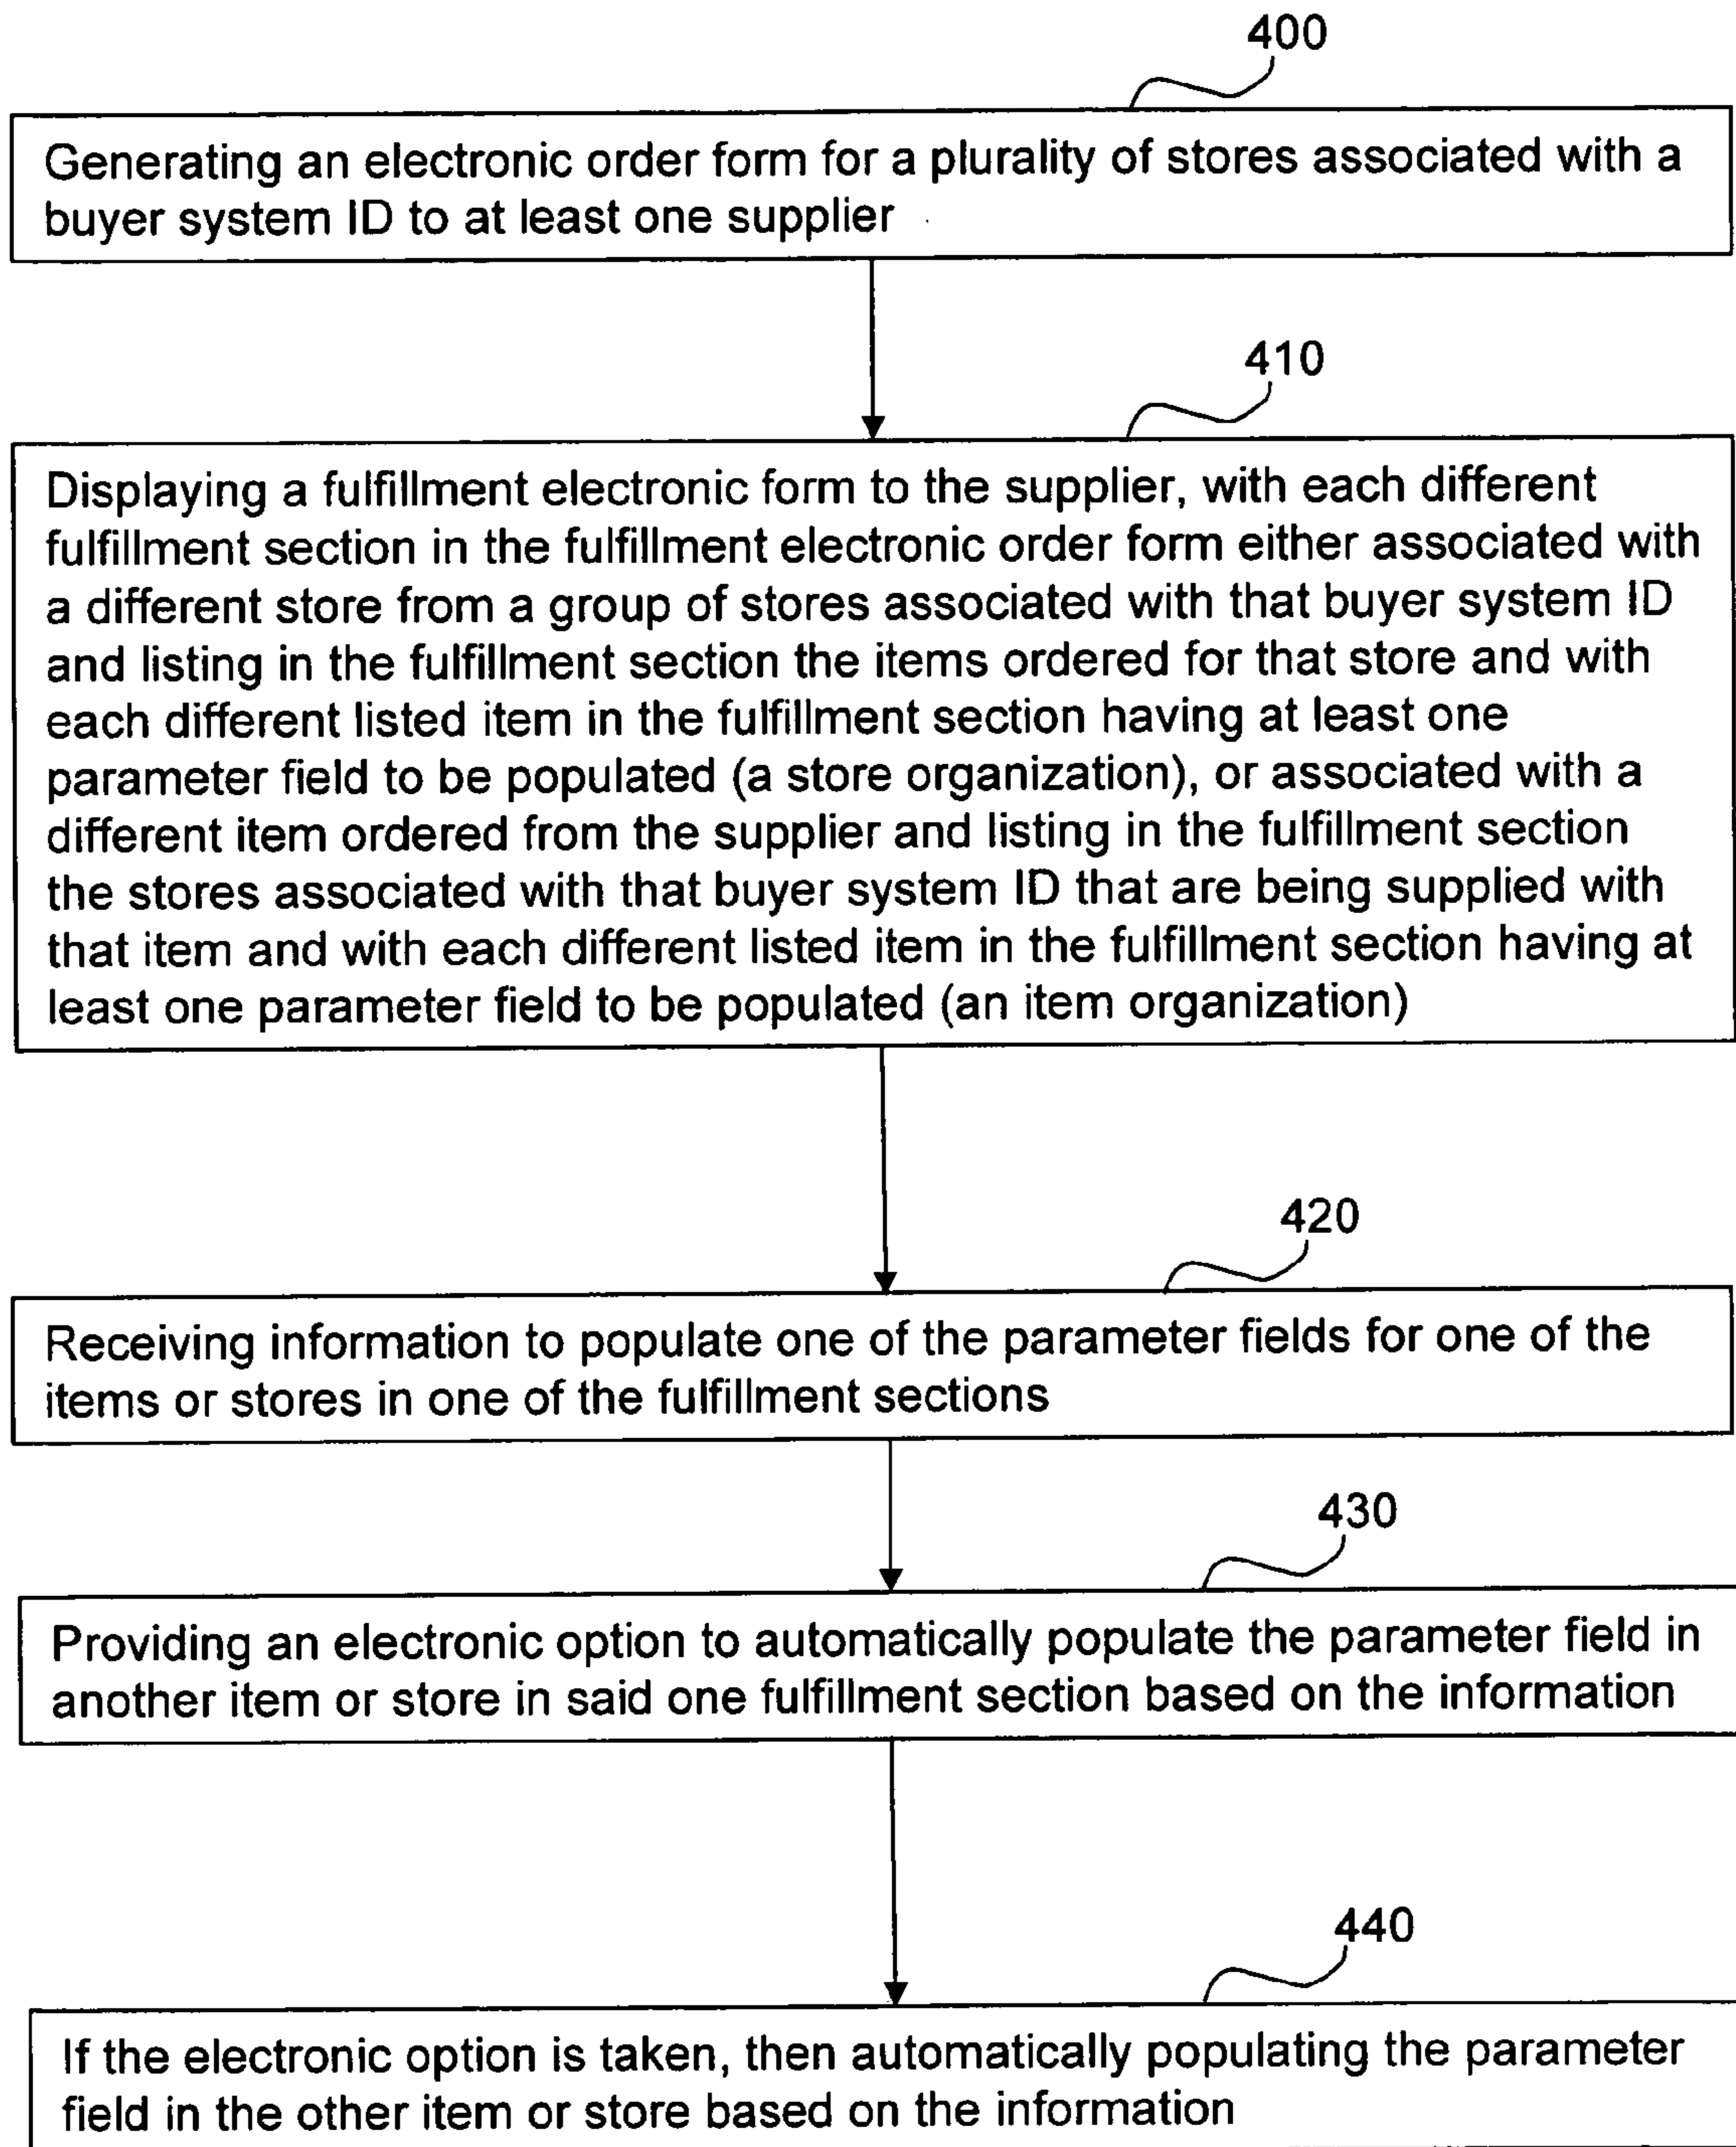 400
Generating an electronic order form for a plurality of stores associated with a
buyer system ID to at least one supplier
410
Displaying a fulfillment electronic form to the supplier, with each different
fulfillment section in the fulfillment electronic order form either associated with
a different store from a group of stores associated with that buyer system ID
and listing in the fulfillment section the items ordered for that store and with
each different listed item in the fulfillment section having at least one
parameter field to be populated (a store organization), or associated with a
different item ordered from the supplier and listing in the fulfillment section
the stores associated with that buyer system ID that are being supplied with
that item and with each different listed item in the fulfillment section having at
least one parameter field to be populated (an item organization)
420
Receiving information to populate one of the parameter fields for one of the
items or stores in one of the fulfillment sections
430
Providing an electronic option to automatically populate the parameter field in
another item or store in said one fulfillment section based on the information
440
If the electronic option is taken, then automatically populating the parameter
field in the other item or store based on the information